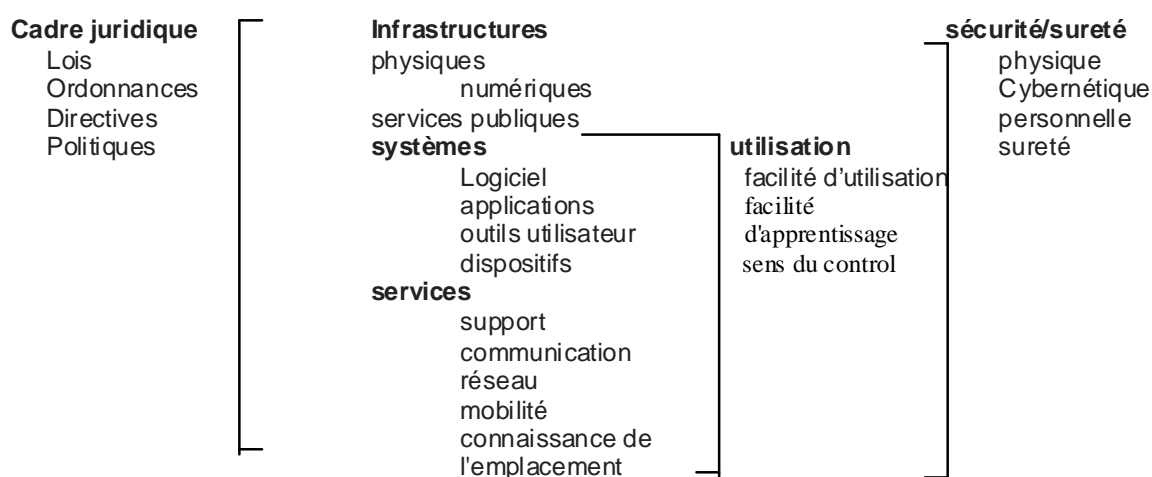 Cadre juridique
Lois
Ordonnances
Directives
Politiques
Infrastructures
physiques
numériques
services publiques
systèmes
Logiciel
applications
outils utilisateur
dispositifs
services
support
communication
réseau
mobilité
connaissance de
l'emplacement
utilisation
facilité d’utilisation
facilité
d'apprentissage
sens du control
sécurité/sureté
physique
Cybernétique
personnelle
sureté